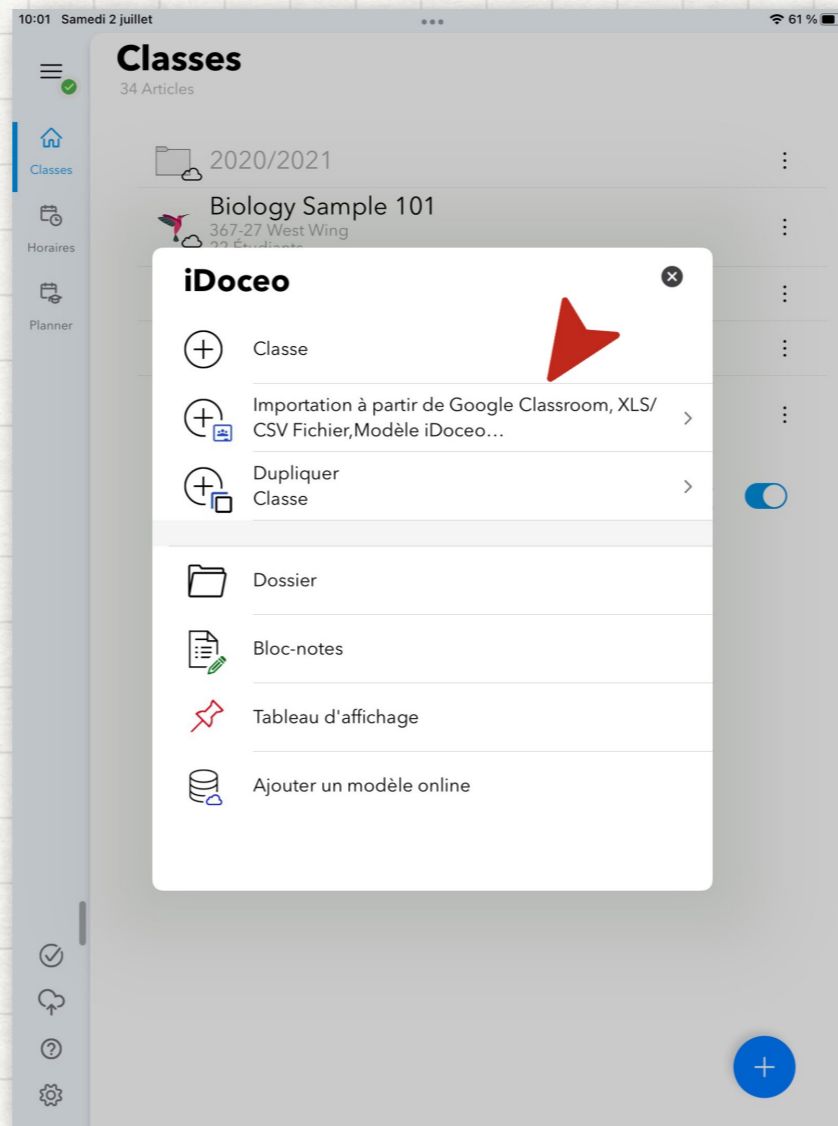 10:01 Samedi 2 juillet
61 %
Classes
34 Articles
Classes
Horaires
Planner
2020/2021
Biology Sample 101
367-27 West Wing
22 Étudiants
iDoceo
Classe
Importation à partir de Google Classroom, XLS/
CSV Fichier,Modèle iDoceo...
Dupliquer
Classe
Dossier
Bloc-notes
Tableau d'affichage
Ajouter un modèle online